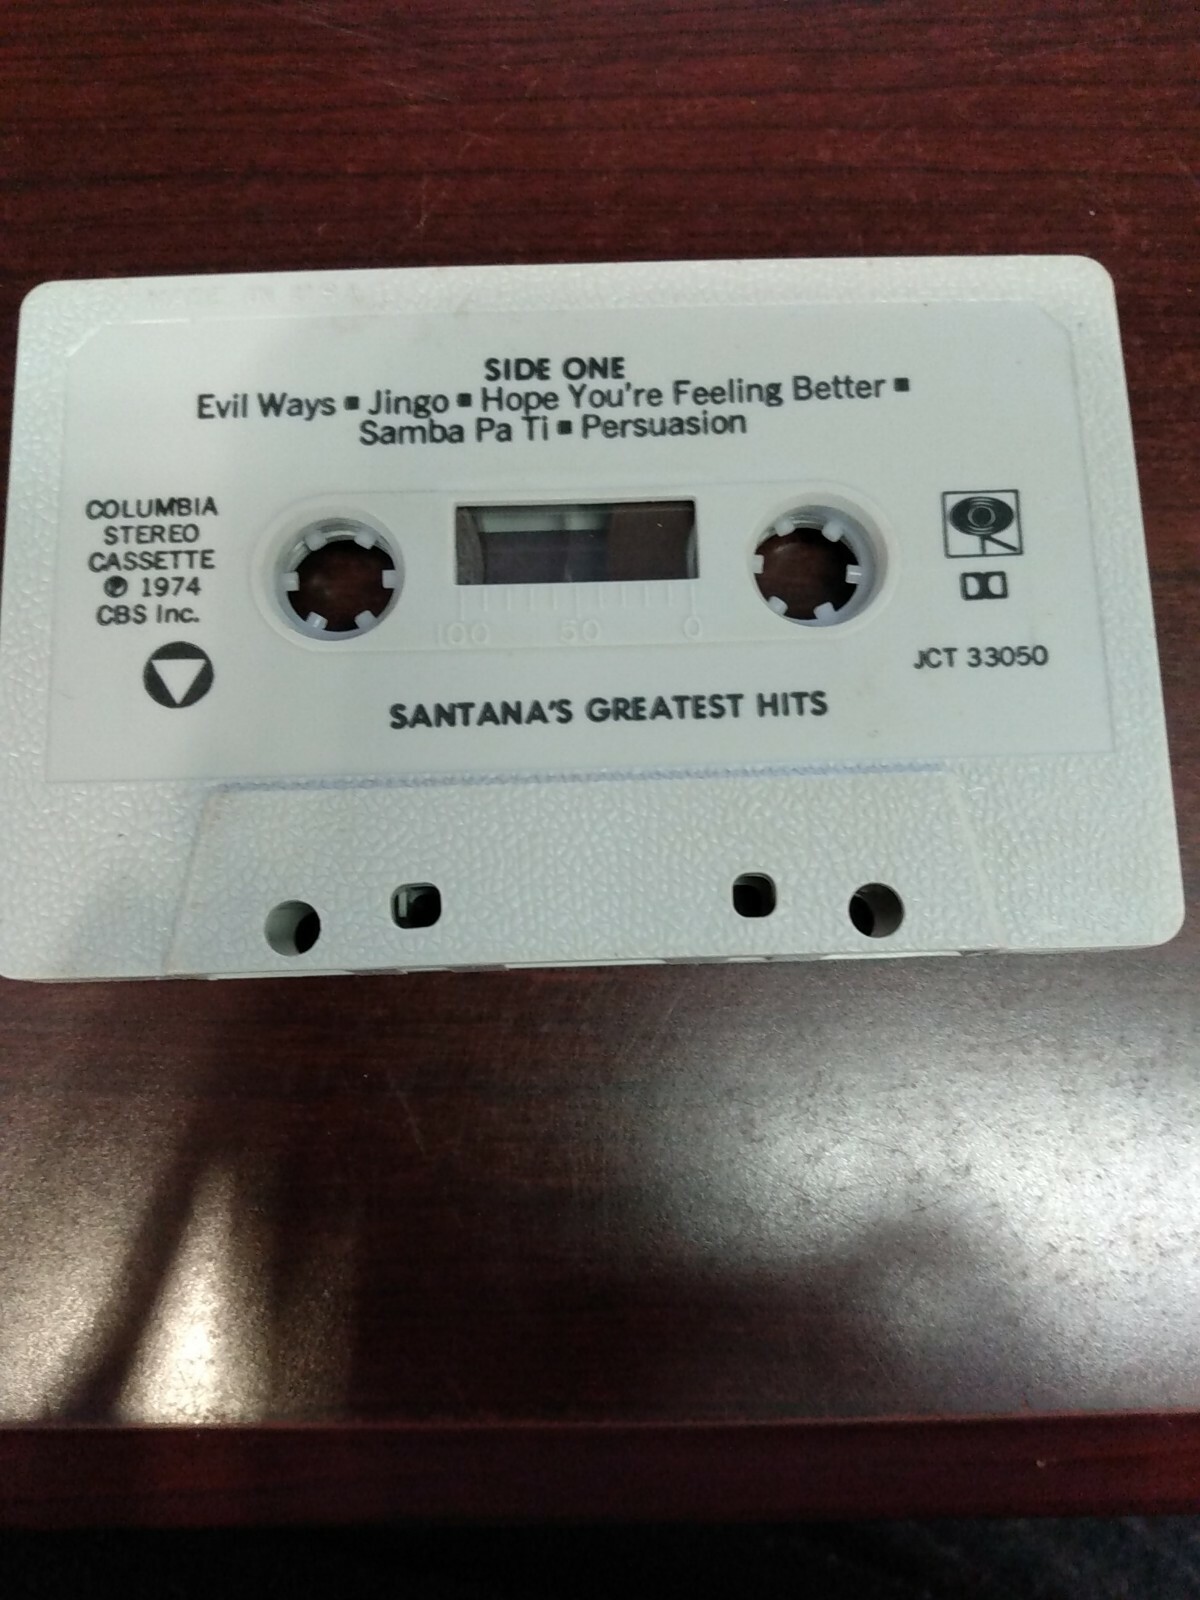 SIDE ONE
Evil Ways ▪ Jingo ▪ Hope You're Feeling Better ▪
Samba Pa Ti ▪ Persuasion
COLUMBIA
STEREO
CASSETTE
℗ 1974
CBS Inc.
100 50 0
JCT 33050
SANTANA'S GREATEST HITS